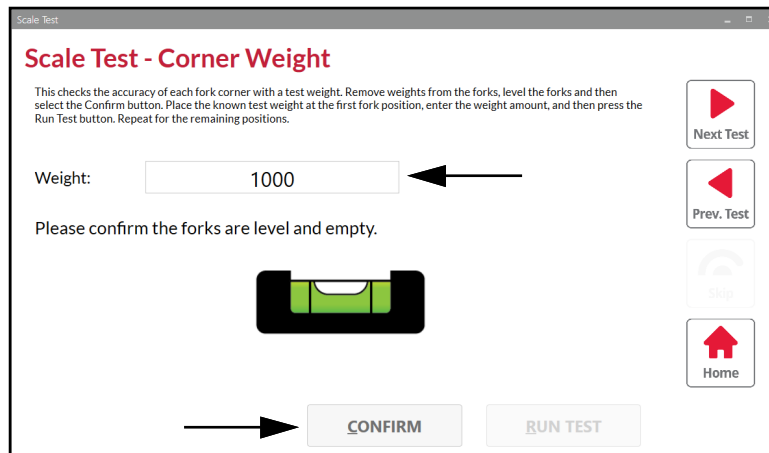 Scale Test
Scale Test - Corner Weight
This checks the accuracy of each fork corner with a test weight. Remove weights from the forks, level the forks and then
select the Confirm button. Place the known test weight at the first fork position, enter the weight amount, and then press the
Run Test button. Repeat for the remaining positions.
Next Test
Weight:
1000
Prev. Test
Please confirm the forks are level and empty.
Skip
Home
CONFIRM
RUN TEST